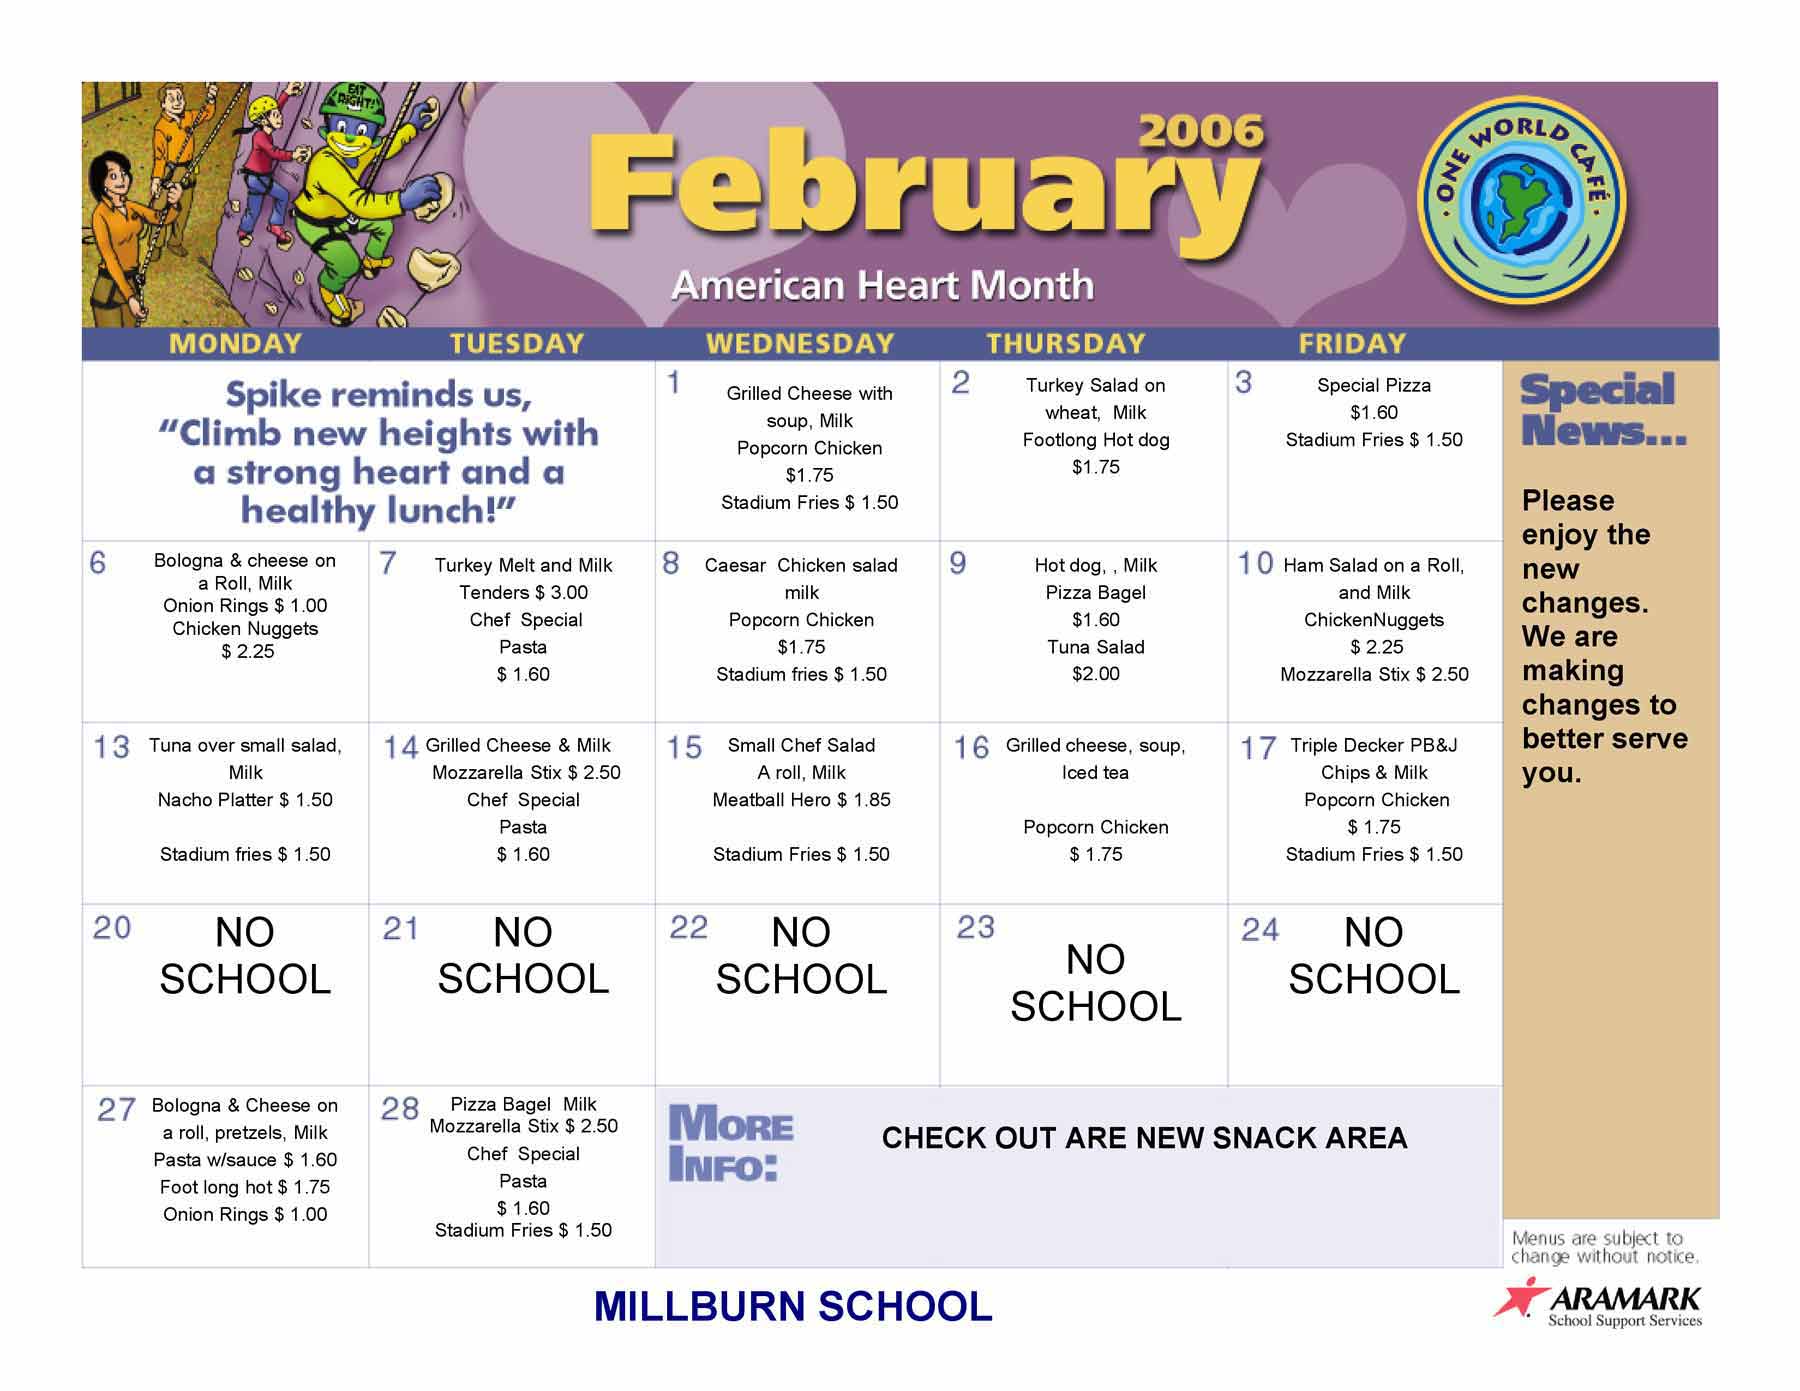 EAT
RIGHT!
2006
February
American Heart Month
ONE WORLD CAFÉ
MONDAY TUESDAY WEDNESDAY THURSDAY FRIDAY
Spike reminds us,
“Climb new heights with
a strong heart and a
healthy lunch!”
1
Grilled Cheese with
soup, Milk
Popcorn Chicken
$1.75
Stadium Fries $ 1.50
2
Turkey Salad on
wheat, Milk
Footlong Hot dog
$1.75
3
Special Pizza
$1.60
Stadium Fries $ 1.50
Special
News...
Please
enjoy the
new
changes.
We are
making
changes to
better serve
you.
6
Bologna & cheese on
a Roll, Milk
Onion Rings $ 1.00
Chicken Nuggets
$ 2.25
7
Turkey Melt and Milk
Tenders $ 3.00
Chef Special
Pasta
$ 1.60
8
Caesar Chicken salad
milk
Popcorn Chicken
$1.75
Stadium fries $ 1.50
9
Hot dog, , Milk
Pizza Bagel
$1.60
Tuna Salad
$2.00
10
Ham Salad on a Roll,
and Milk
ChickenNuggets
$ 2.25
Mozzarella Stix $ 2.50
13
Tuna over small salad,
Milk
Nacho Platter $ 1.50
Stadium fries $ 1.50
14
Grilled Cheese & Milk
Mozzarella Stix $ 2.50
Chef Special
Pasta
$ 1.60
15
Small Chef Salad
A roll, Milk
Meatball Hero $ 1.85
Stadium Fries $ 1.50
16
Grilled cheese, soup,
Iced tea
Popcorn Chicken
$ 1.75
17
Triple Decker PB&J
Chips & Milk
Popcorn Chicken
$ 1.75
Stadium Fries $ 1.50
20
NO
SCHOOL
21
NO
SCHOOL
22
NO
SCHOOL
23
NO
SCHOOL
24
NO
SCHOOL
27
Bologna & Cheese on
a roll, pretzels, Milk
Pasta w/sauce $ 1.60
Foot long hot $ 1.75
Onion Rings $ 1.00
28
Pizza Bagel Milk
Mozzarella Stix $ 2.50
Chef Special
Pasta
$ 1.60
Stadium Fries $ 1.50
MORE
INFO:
CHECK OUT ARE NEW SNACK AREA
Menus are subject to
change without notice.
MILLBURN SCHOOL
ARAMARK
School Support Services